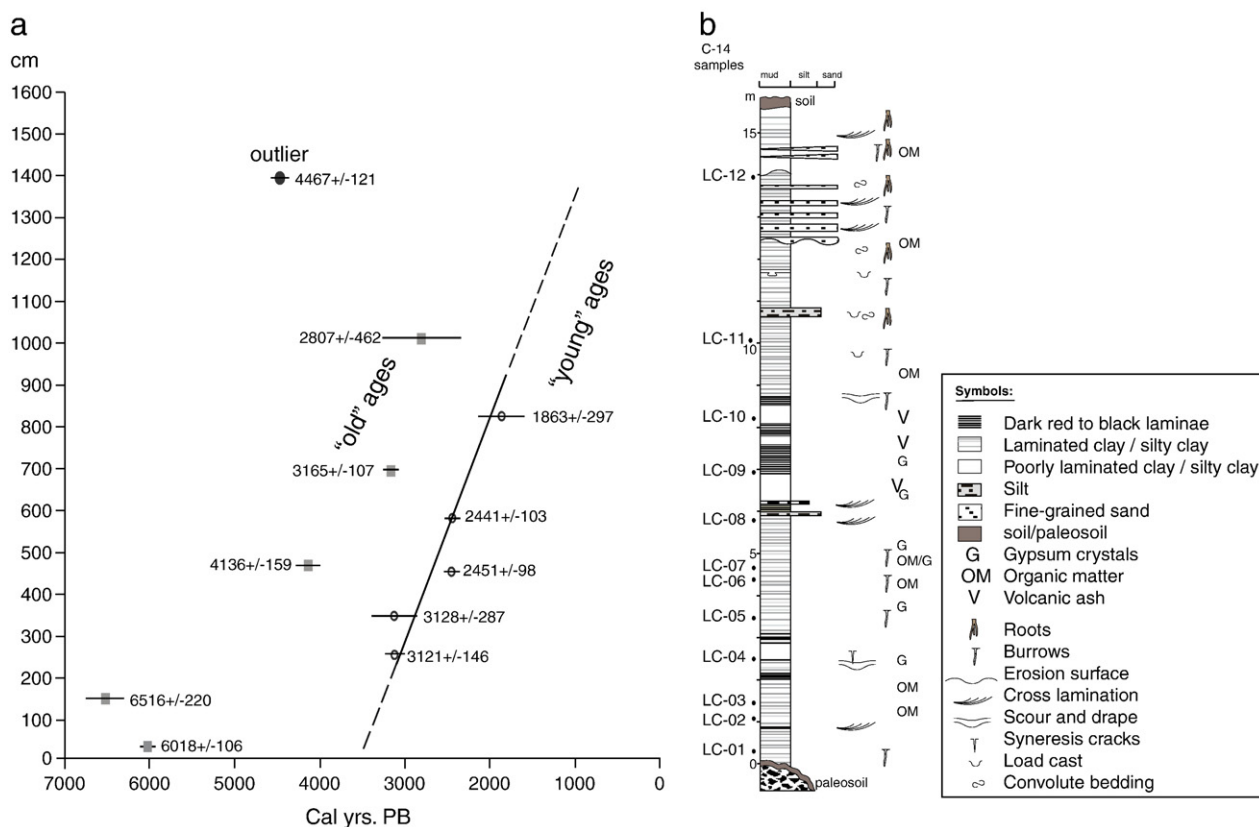 a
cm
1600
1500
1400
1300
1200
1100
1000
900
800
700
600
500
400
300
200
100
0
7000 6000 5000 4000 3000 2000 1000 0
Cal yrs. PB
outlier
4467+/-121
2807+/-462
"old" ages
"young" ages
1863+/-297
3165+/-107
2441+/-103
4136+/-159
2451+/-98
3128+/-287
3121+/-146
6516+/-220
6018+/-106
b
C-14
samples
mud silt sand
m
soil
15
OM
LC-12
OM
LC-11
10
OM
LC-10
V
V
LC-09
G
V
G
LC-08
G
5
LC-07
OM/G
LC-06
OM
G
LC-05
LC-04
G
OM
LC-03
OM
LC-02
LC-01
0
paleosoil
Symbols:
Dark red to black laminae
Laminated clay / silty clay
Poorly laminated clay / silty clay
Silt
Fine-grained sand
soil/paleosoil
G Gypsum crystals
OM Organic matter
V Volcanic ash
Roots
Burrows
Erosion surface
Cross lamination
Scour and drape
Syneresis cracks
Load cast
Convolute bedding